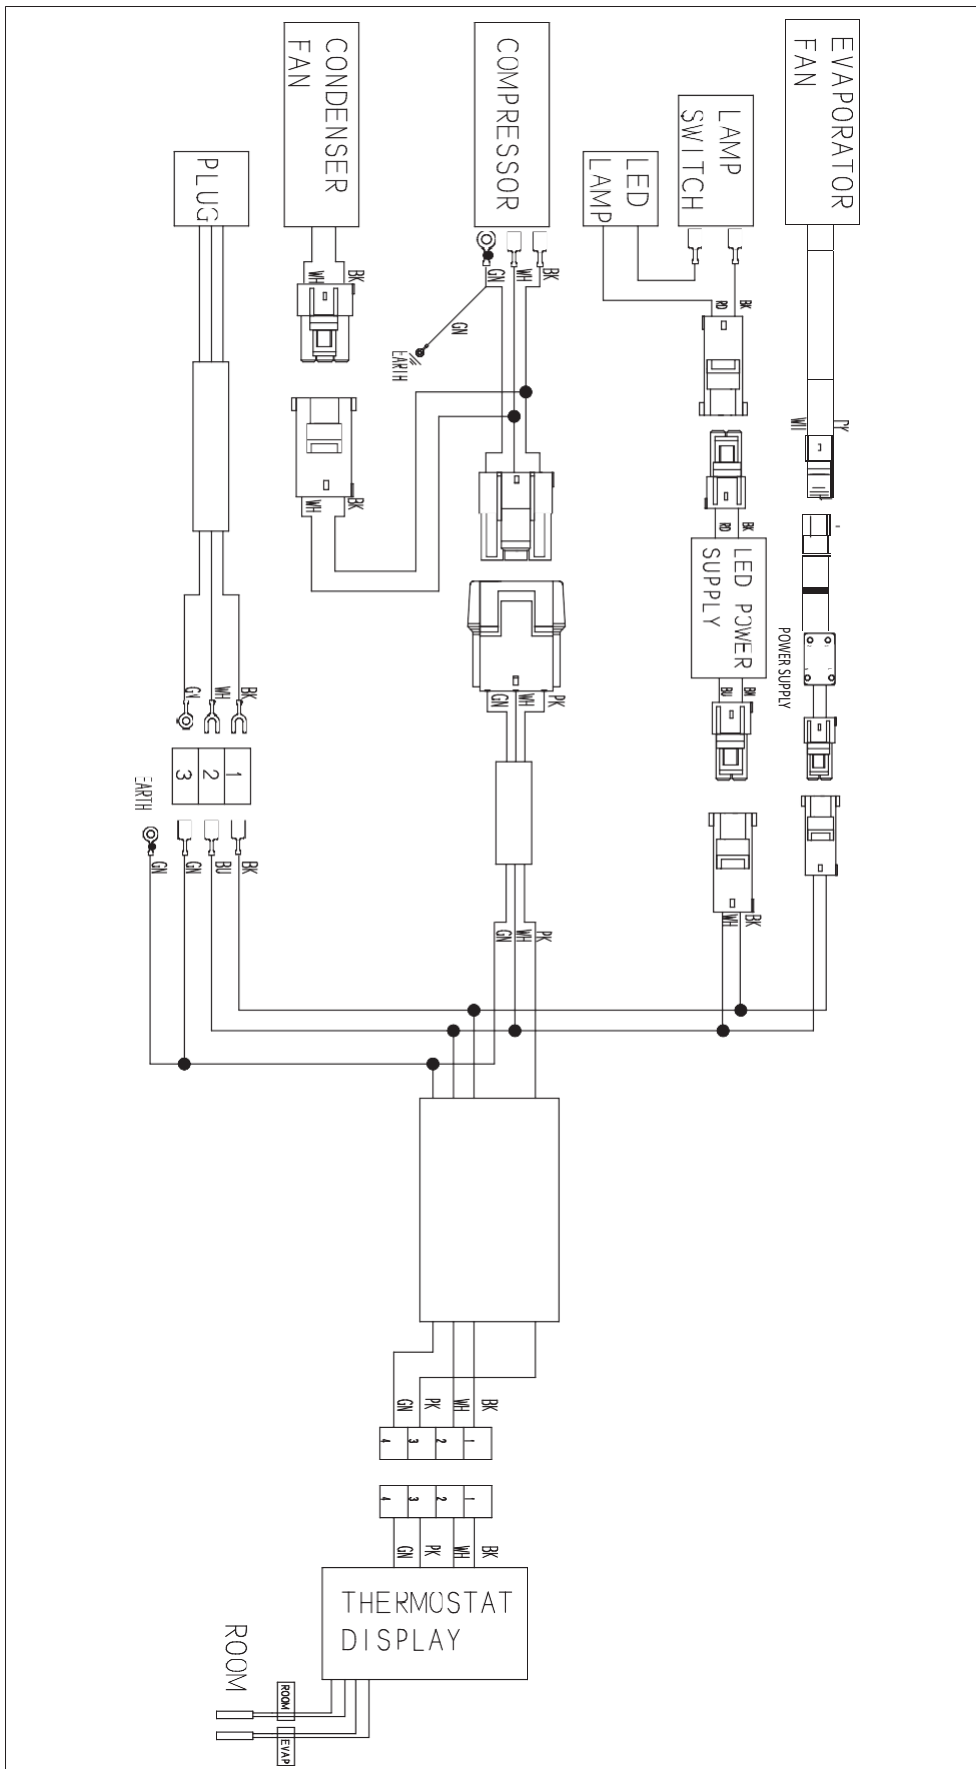 CONDENSER
FAN
COMPRESSOR
EVAPORATOR
FAN
LAMP
SWITCH
LED
LAMP
PLUG
WH
BK
GN
WH
BK
GN
EARTH
RD
BK
WH
BK
RD
BK
LED POWER
SUPPLY
POWER SUPPLY
BU
GN
WH
BK
GN
WH
PK
3
2
1
EARTH
GN
GN
BU
BK
WH
BK
GN
WH
PK
GN
PK
WH
BK
4
3
2
1
4
3
2
1
GN
PK
WH
BK
THERMOSTAT
DISPLAY
ROOM
ROOM
EVAP